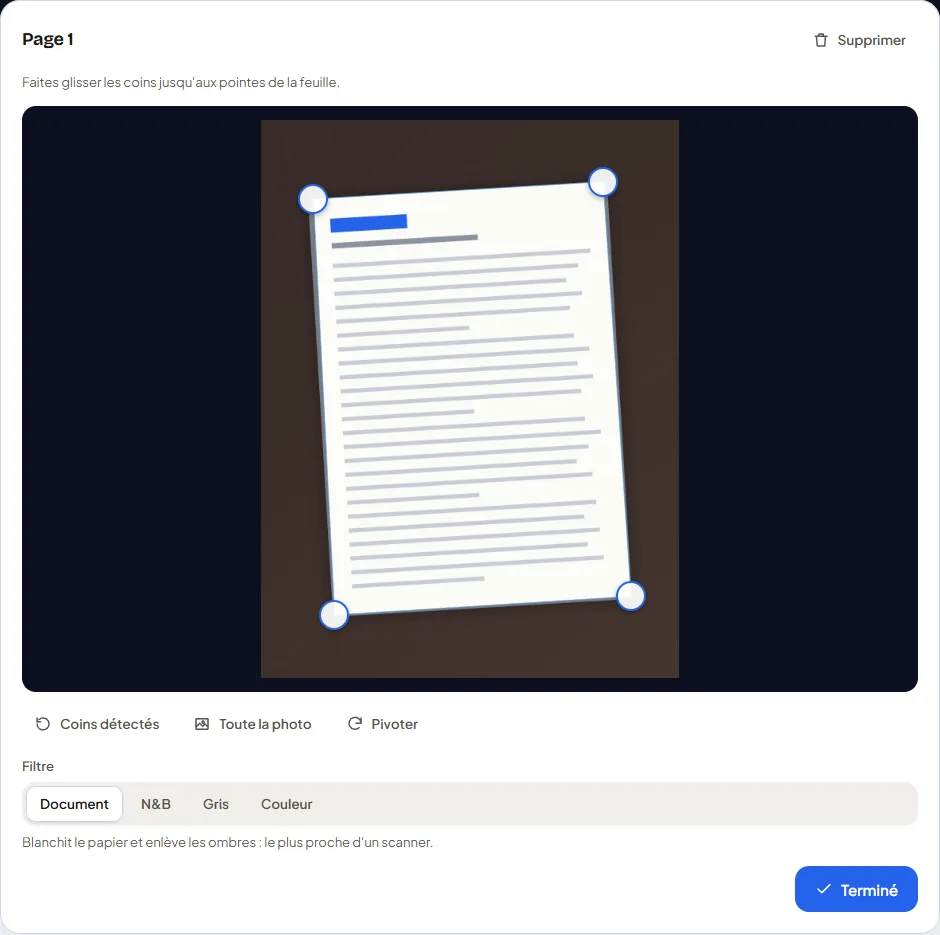 Page 1
Supprimer
Faites glisser les coins jusqu'aux pointes de la feuille.
Coins détectés
Toute la photo
Pivoter
Filtre
Document
N&B
Gris
Couleur
Blanchit le papier et enlève les ombres : le plus proche d'un scanner.
Terminé